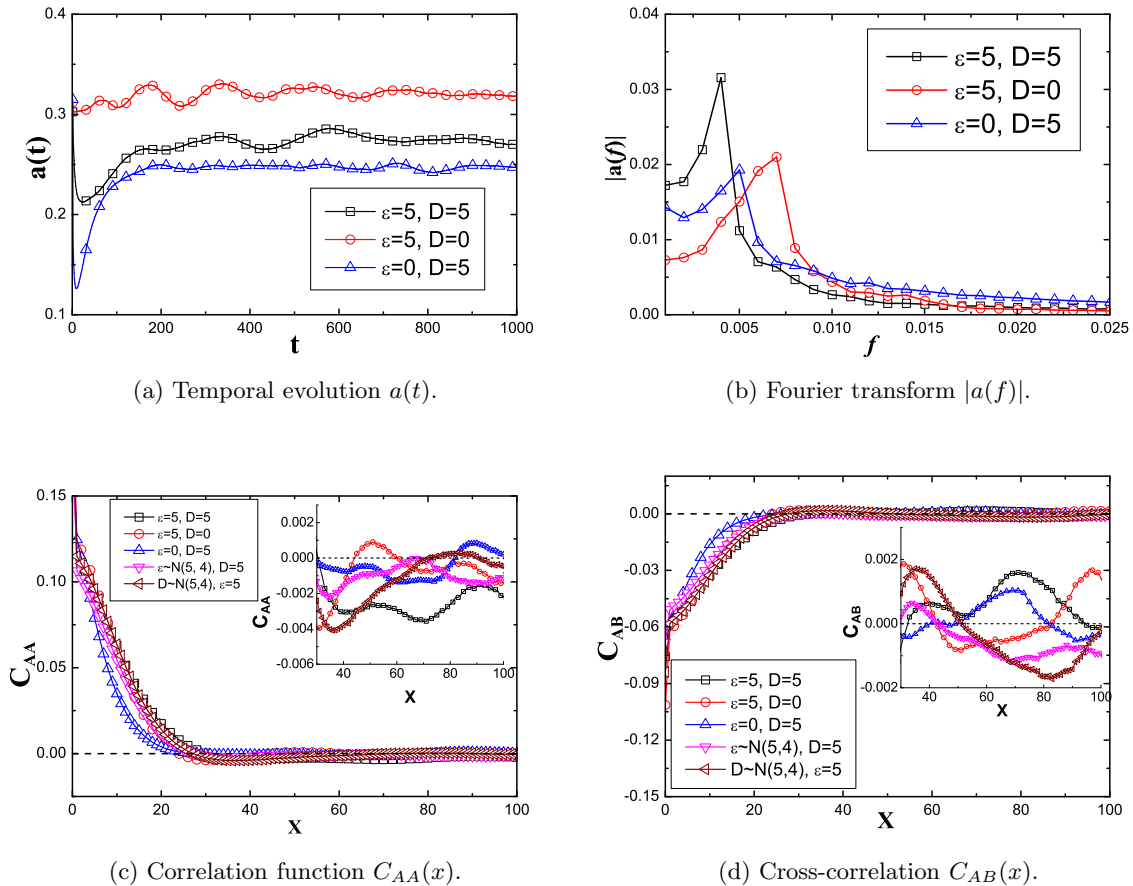 0.4
0.3
0.2
0.1
a(t)
0 200 400 600 800 1000
t
ε=5, D=5
ε=5, D=0
ε=0, D=5
(a) Temporal evolution a(t).
0.04
0.03
0.02
0.01
0.00
|a(f)|
0.005 0.010 0.015 0.020 0.025
f
ε=5, D=5
ε=5, D=0
ε=0, D=5
(b) Fourier transform |a(f)|.
0.15
0.10
0.05
0.00
C_AA
0 20 40 60 80 100
x
ε=5, D=5
ε=5, D=0
ε=0, D=5
ε~N(5, 4), D=5
D~N(5,4), ε=5
0.002
0.000
-0.002
-0.004
-0.006
C_AA
40 60 80 100
X
(c) Correlation function C_AA(x).
0.03
0.00
-0.03
-0.06
-0.09
-0.12
-0.15
C_AB
0 20 40 60 80 100
X
ε=5, D=5
ε=5, D=0
ε=0, D=5
ε~N(5,4), D=5
D~N(5,4), ε=5
0.002
0.000
-0.002
C_AB
40 60 80 100
X
(d) Cross-correlation C_AB(x).